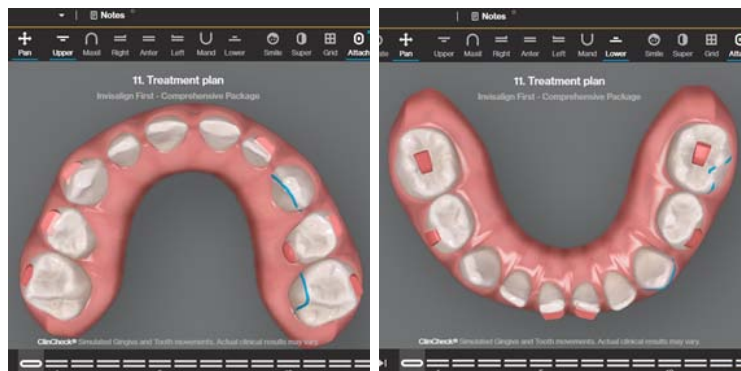 Notes
Pan Upper Maxil Right Anter Left Mand Lower Smile Super Grid Attach
11. Treatment plan
Invisalign First - Comprehensive Package
ClinCheck® Simulated Gingiva and Tooth movements. Actual clinical results may vary.
Notes
Pan Upper Maxil Right Anter Left Mand Lower Smile Super Grid
11. Treatment plan
Invisalign First - Comprehensive Package
ClinCheck® Simulated Gingiva and Tooth movements. Actual clinical results may vary.